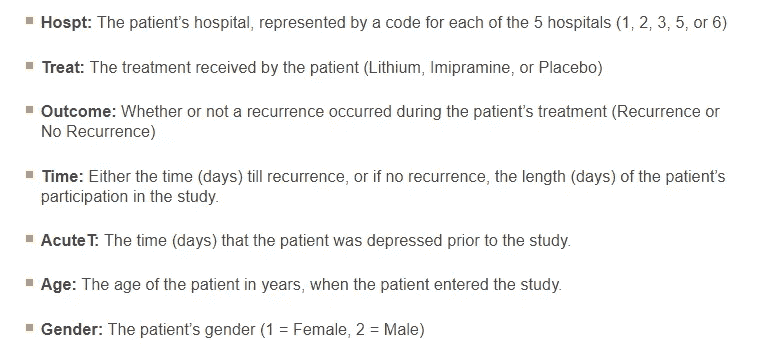 ▪ Hospt: The patient's hospital, represented by a code for each of the 5 hospitals (1, 2, 3, 5, or 6)
▪ Treat: The treatment received by the patient (Lithium, Imipramine, or Placebo)
▪ Outcome: Whether or not a recurrence occurred during the patient's treatment (Recurrence or
No Recurrence)
▪ Time: Either the time (days) till recurrence, or if no recurrence, the length (days) of the patient's
participation in the study.
▪ AcuteT: The time (days) that the patient was depressed prior to the study.
▪ Age: The age of the patient in years, when the patient entered the study.
▪ Gender: The patient's gender (1 = Female, 2 = Male)